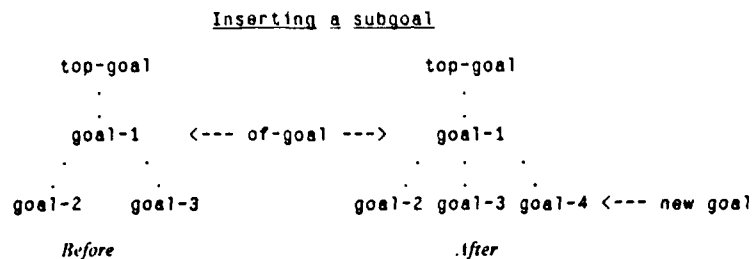 Inserting a subgoal
top-goal top-goal
goal-1 <--- of-goal ---> goal-1
goal-2 goal-3 goal-2 goal-3 goal-4 <--- new goal
Before After